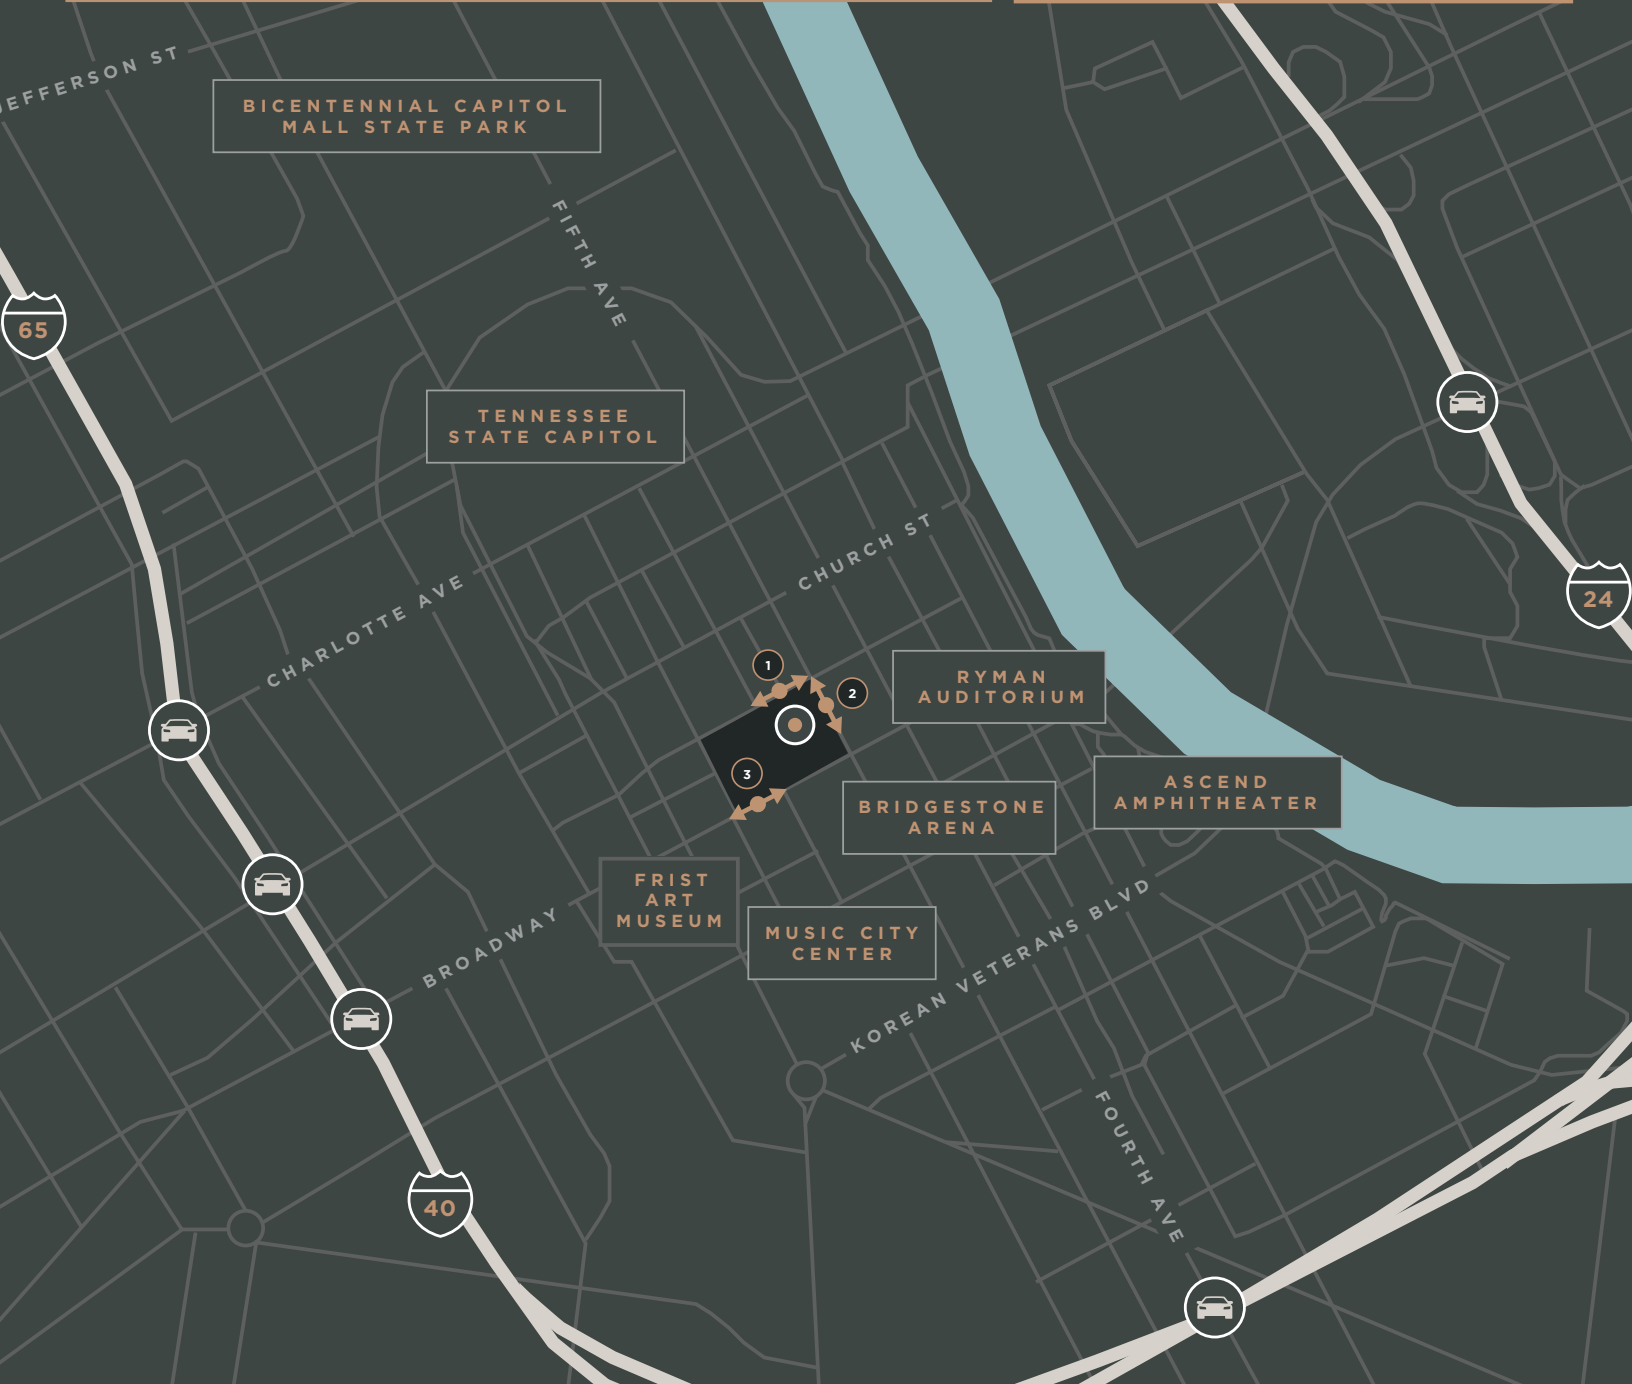 JEFFERSON ST
BICENTENNIAL CAPITOL
MALL STATE PARK
FIFTH AVE
65
TENNESSEE
STATE CAPITOL
CHURCH ST
24
CHARLOTTE AVE
1
2
3
RYMAN
AUDITORIUM
ASCEND
AMPHITHEATER
BRIDGESTONE
ARENA
FRIST
ART
MUSEUM
MUSIC CITY
CENTER
BROADWAY
KOREAN VETERANS BLVD
FOURTH AVE
40